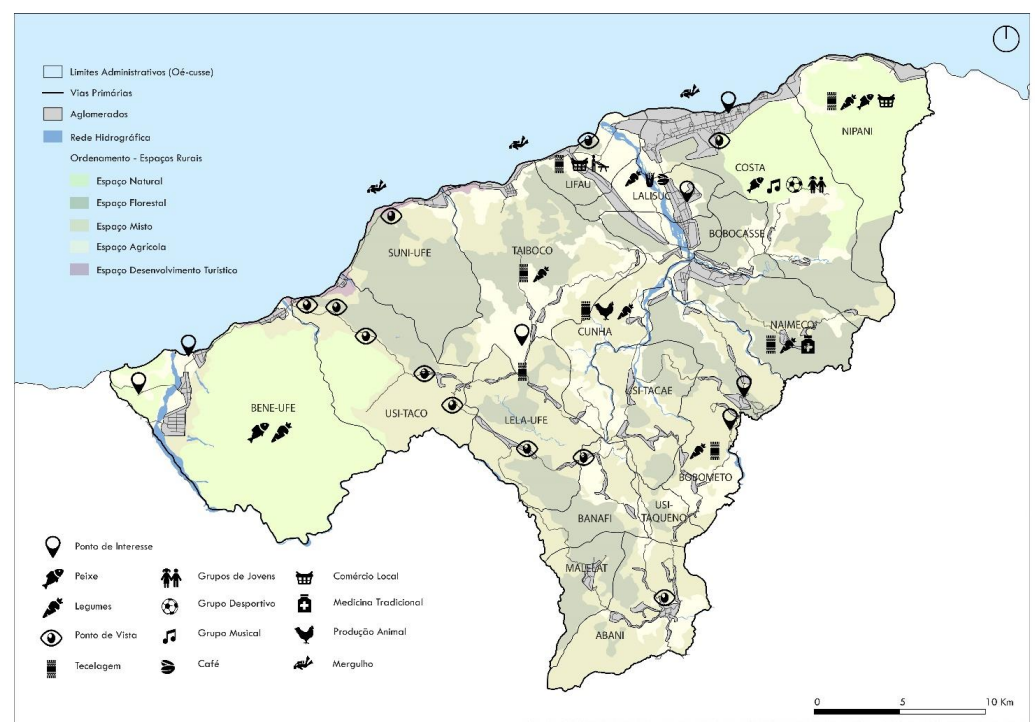 Limites Administrativos (Oé-cusse)
Vias Primárias
Aglomerados
Rede Hidrográfica
Ordenamento - Espaços Rurais
Espaço Natural
Espaço Florestal
Espaço Misto
Espaço Agrícola
Espaço Desenvolvimento Turistico
NIPANI
COSTA
LIFAU
LALISUC
BOBOCASSE
SUNI-UFE
TAIBOCO
CUNHA
NAIMECO
USI-TACAE
BENE-UFE
USI-TACO
LELA-UFE
BOBOMETO
USI-
TAQUENO
BANAFI
MALELAT
ABANI
Ponto de Interesse
Peixe
Grupos de Jovens
Comércio Local
Legumes
Grupo Desportivo
Medicina Tradicional
Ponto de Vista
Grupo Musical
Produção Animal
Tecelagem
Café
Mergulho
0 5 10 Km